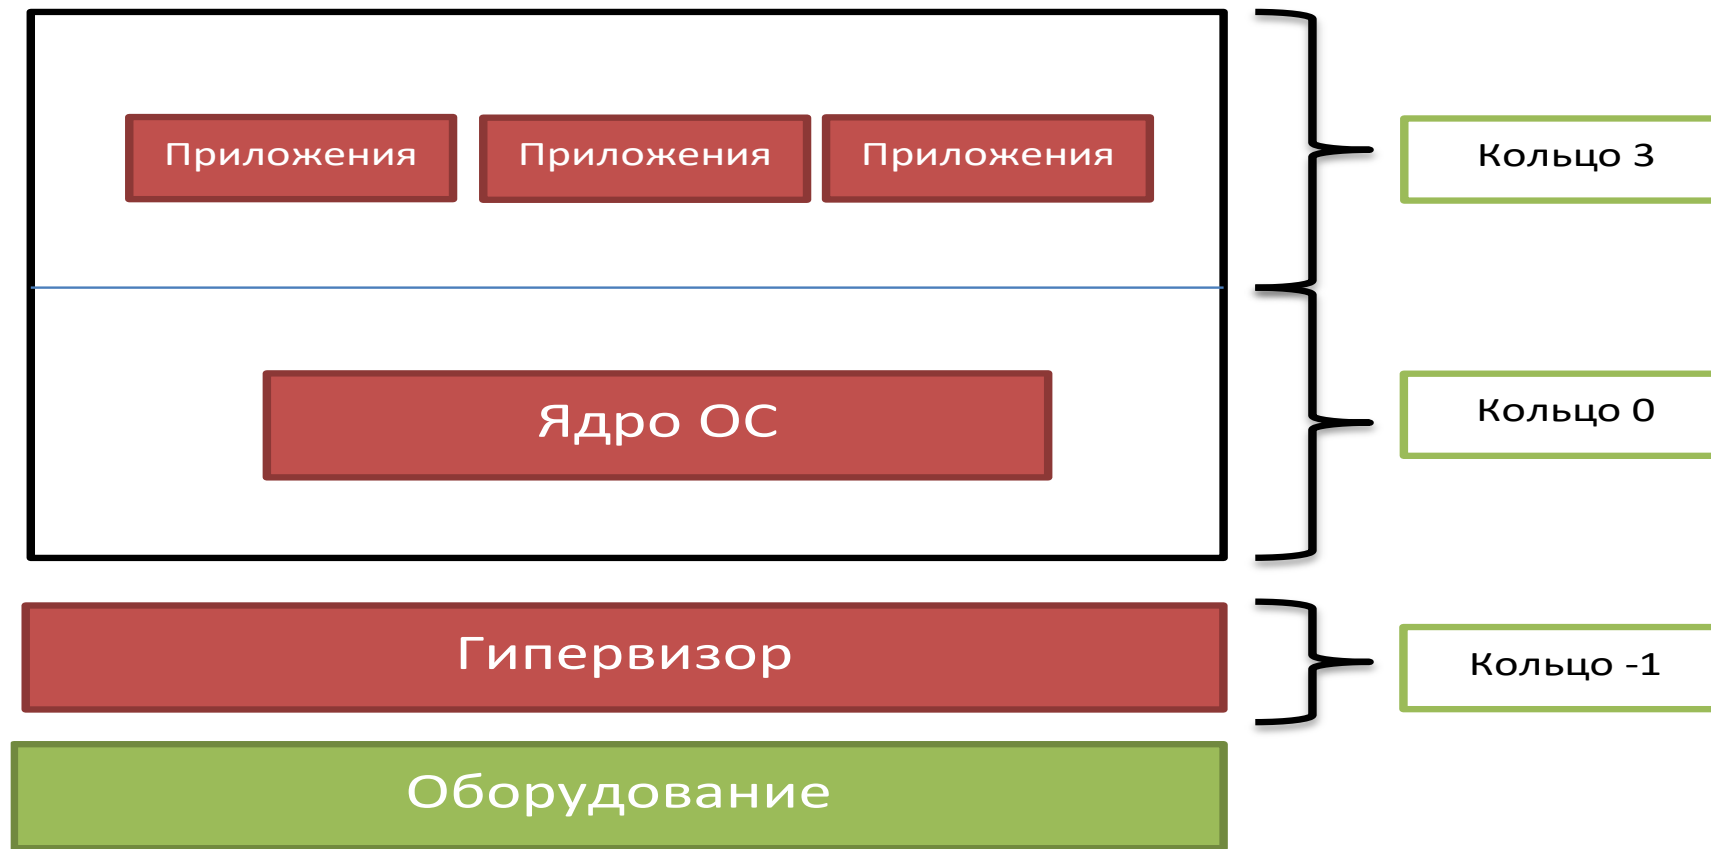 Приложения Приложения Приложения Кольцо 3
Ядро ОС Кольцо 0
Гипервизор Кольцо -1
Оборудование